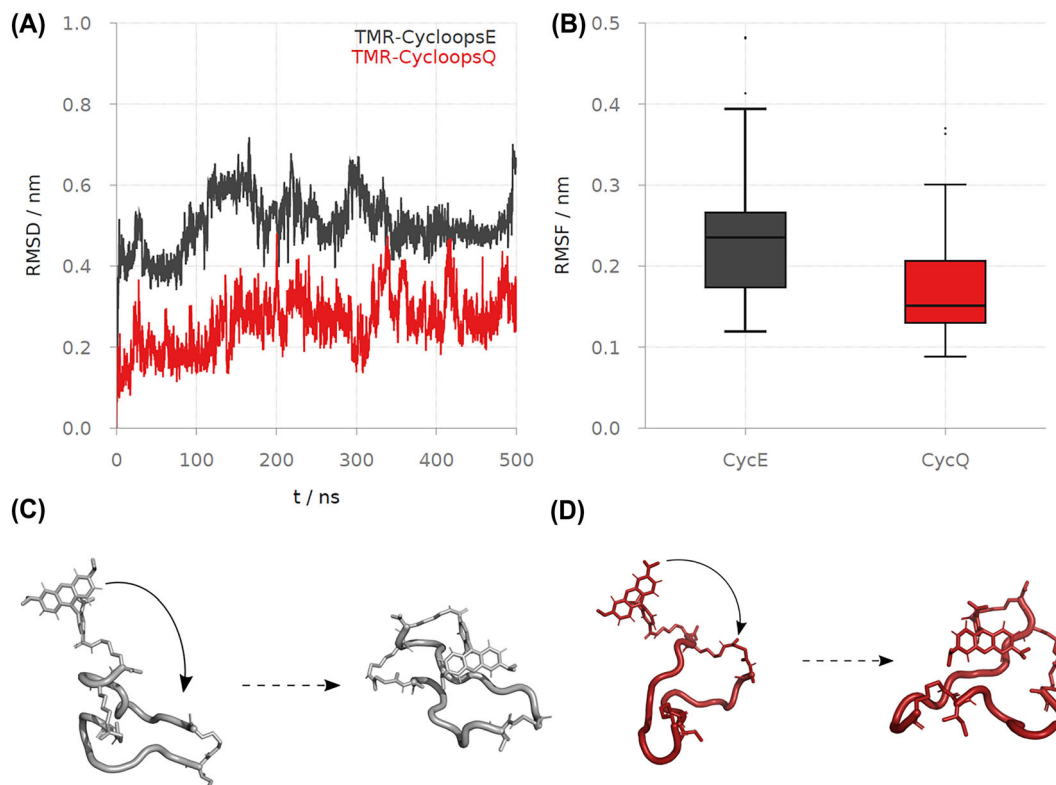 (A)
1.0
0.8
0.6
0.4
0.2
0.0
RMSD / nm
TMR-CycloopsE
TMR-CycloopsQ
0 100 200 300 400 500
t / ns
(B)
0.5
0.4
0.3
0.2
0.1
0.0
RMSF / nm
CycE CycQ
(C)
(D)